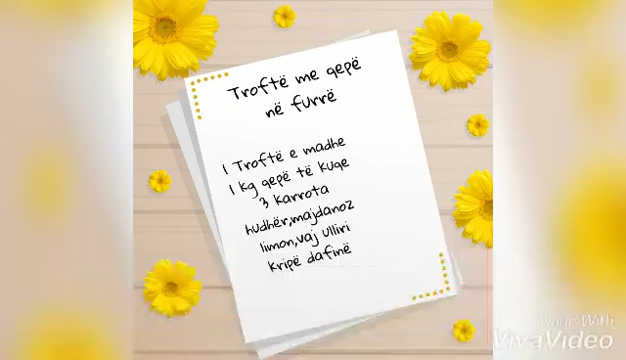 Troftë me qepë
në furrë
1 Troftë e madhe
1 kg qepë të kuqe
3 karrota
hudhër,majdanoz
limon,vaj ulliri
kripë dafinë
Made With
VivaVideo